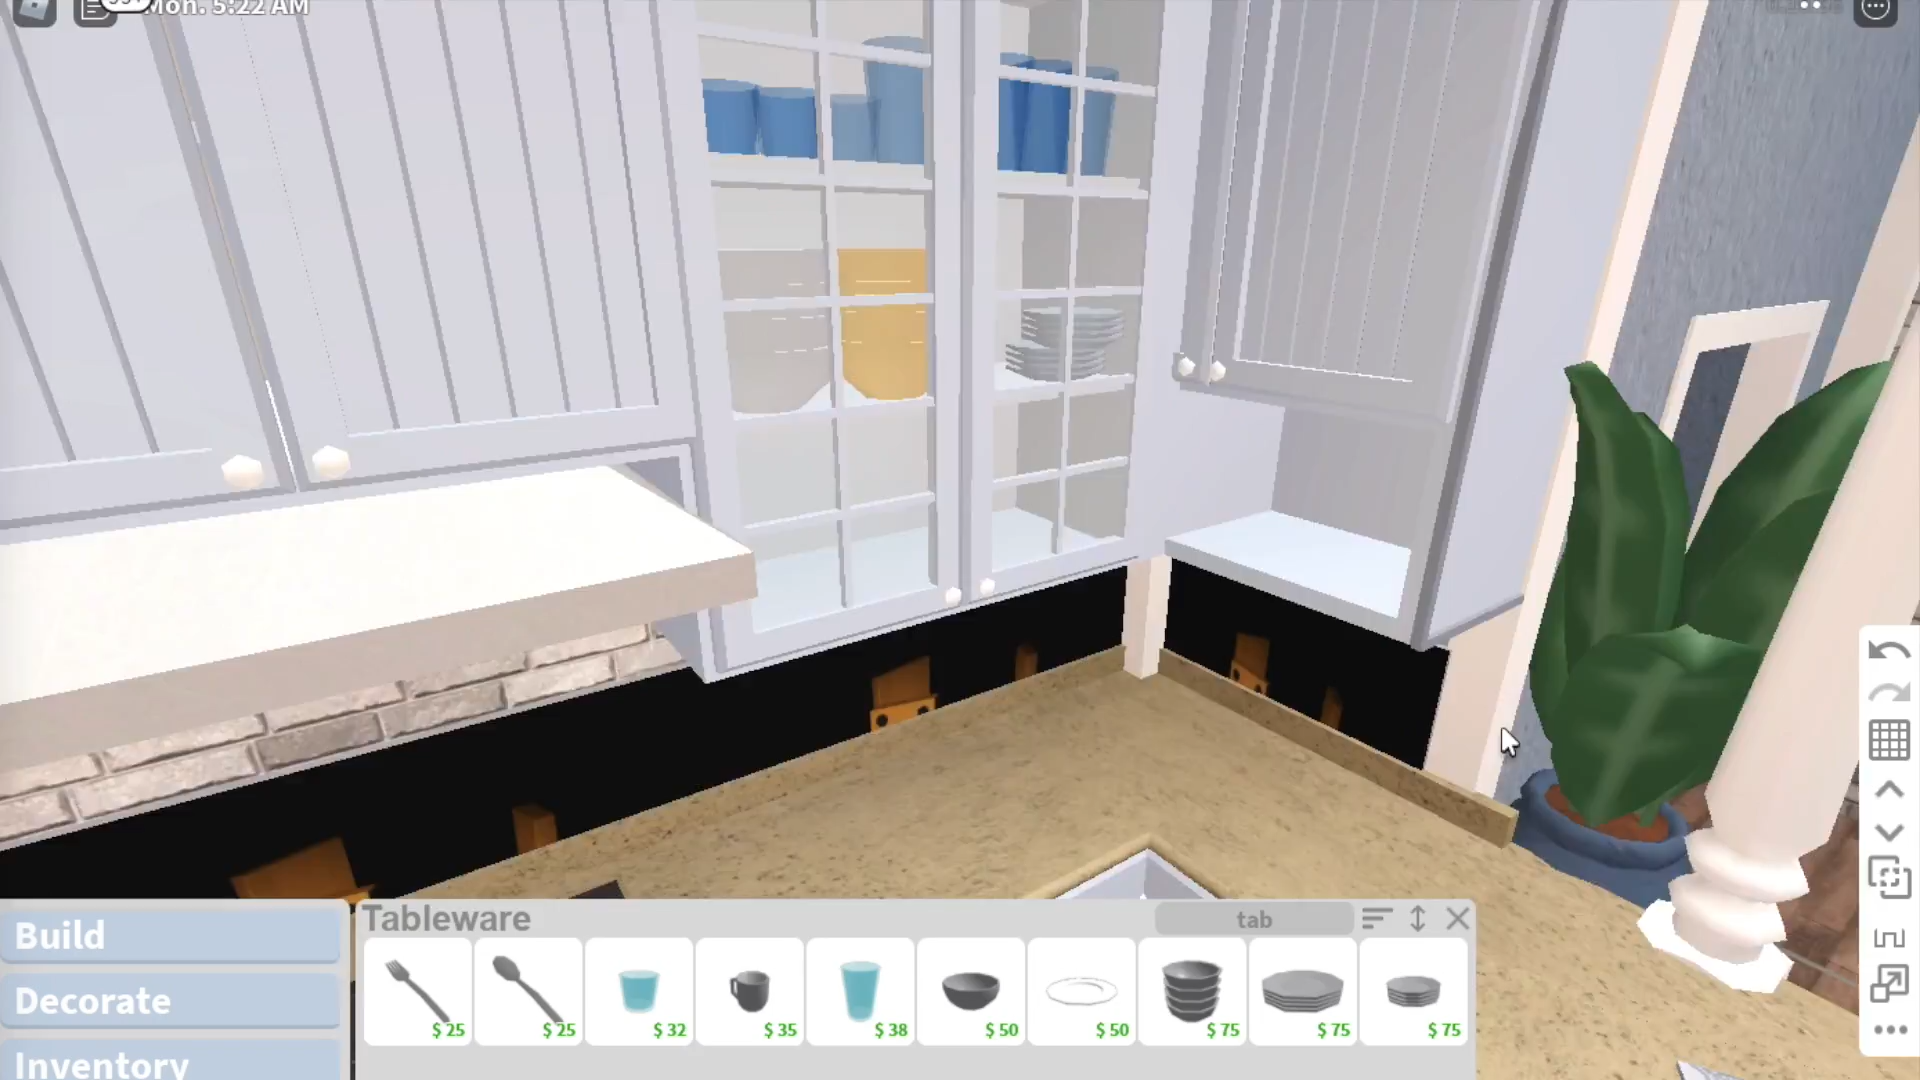 Mon. 5:22 AM
Tableware
tab
Build
Decorate
Inventory
$ 25
$ 25
$ 32
$ 35
$ 38
$ 50
$ 50
$ 75
$ 75
$ 75